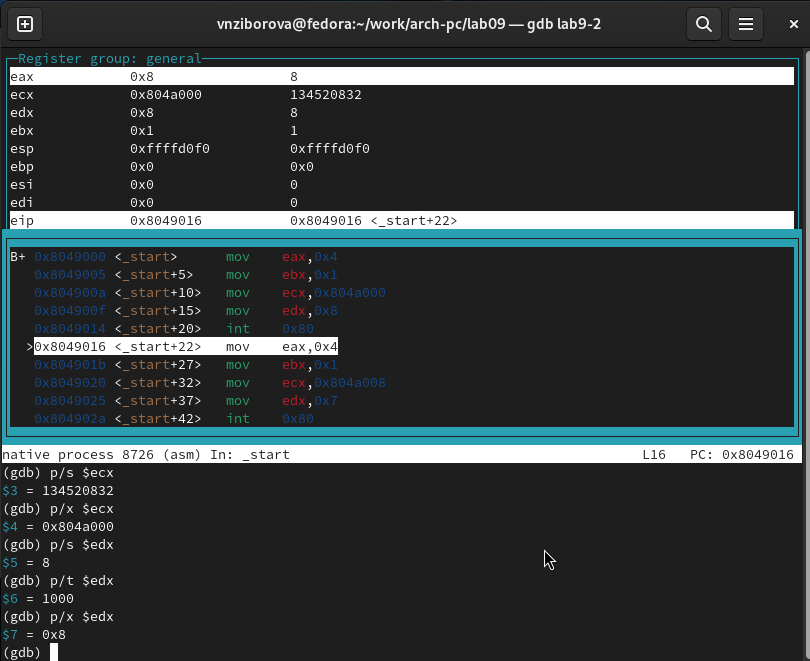 vnziborova@fedora:~/work/arch-pc/lab09 — gdb lab9-2
Register group: general
eax 0x8 8
ecx 0x804a000 134520832
edx 0x8 8
ebx 0x1 1
esp 0xffffd0f0 0xffffd0f0
ebp 0x0 0x0
esi 0x0 0
edi 0x0 0
eip 0x8049016 0x8049016 <_start+22>
B+ 0x8049000 <_start> mov eax,0x4
0x8049005 <_start+5> mov ebx,0x1
0x804900a <_start+10> mov ecx,0x804a000
0x804900f <_start+15> mov edx,0x8
0x8049014 <_start+20> int 0x80
>0x8049016 <_start+22> mov eax,0x4
0x804901b <_start+27> mov ebx,0x1
0x8049020 <_start+32> mov ecx,0x804a008
0x8049025 <_start+37> mov edx,0x7
0x804902a <_start+42> int 0x80
native process 8726 (asm) In: _start L16 PC: 0x8049016
(gdb) p/s $ecx
$3 = 134520832
(gdb) p/x $ecx
$4 = 0x804a000
(gdb) p/s $edx
$5 = 8
(gdb) p/t $edx
$6 = 1000
(gdb) p/x $edx
$7 = 0x8
(gdb)